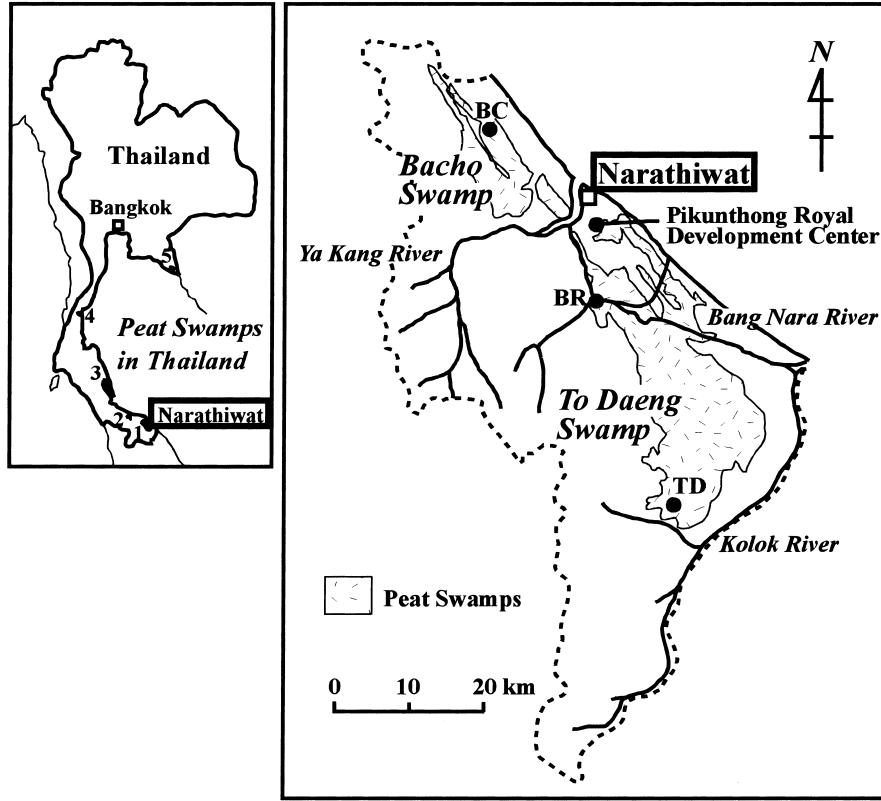 Thailand
Bangkok
5
4
Peat Swamps
in Thailand
3
Narathiwat
2
1
N
BC
Bacho
Swamp
Narathiwat
Pikunthong Royal
Development Center
Ya Kang River
BR
Bang Nara River
To Daeng
Swamp
TD
Kolok River
Peat Swamps
0 10 20 km